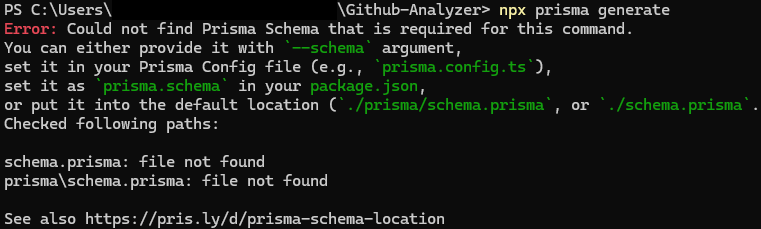 PS C:\Users\ \Github-Analyzer> npx prisma generate
Error: Could not find Prisma Schema that is required for this command.
You can either provide it with `--schema` argument,
set it in your Prisma Config file (e.g., `prisma.config.ts`),
set it as `prisma.schema` in your package.json,
or put it into the default location (`./prisma/schema.prisma`, or `./schema.prisma`.
Checked following paths:

schema.prisma: file not found
prisma\schema.prisma: file not found

See also https://pris.ly/d/prisma-schema-location